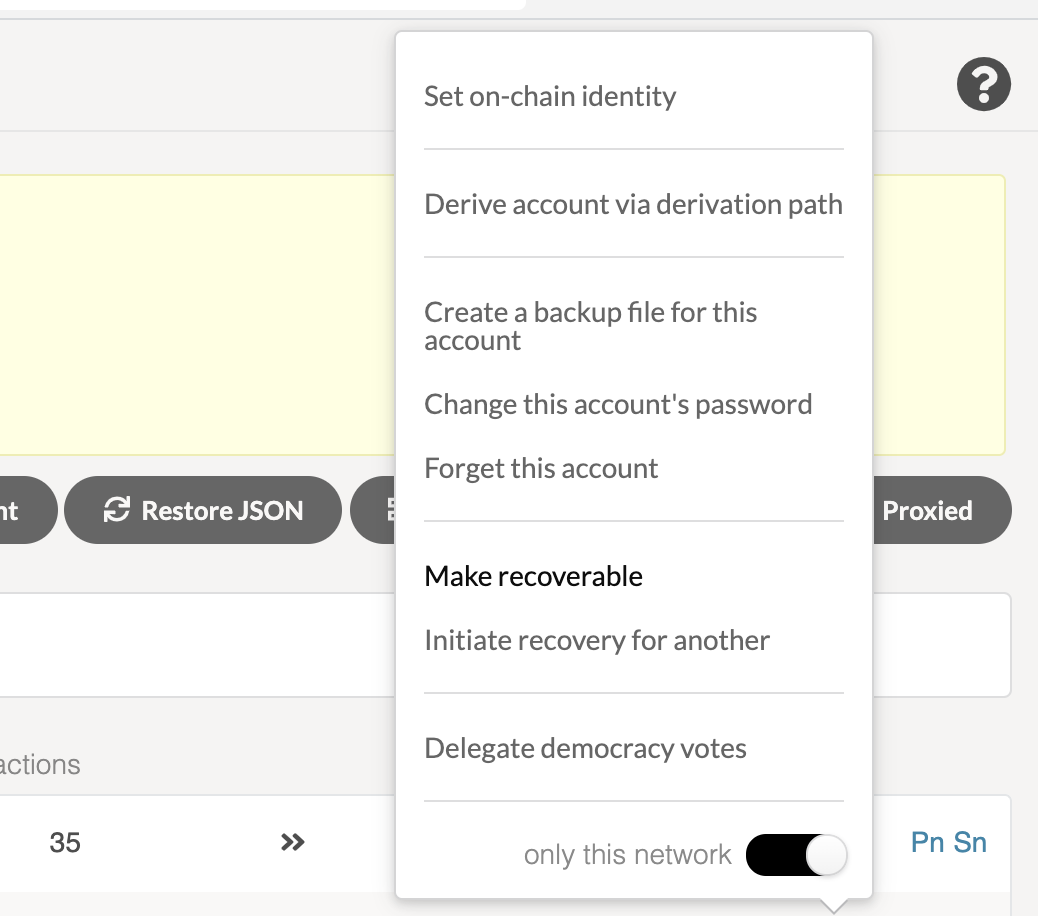 Set on-chain identity
Derive account via derivation path
Create a backup file for this
account
Change this account's password
Forget this account
nt
Restore JSON
Proxied
Make recoverable
Initiate recovery for another
Delegate democracy votes
actions
35
only this network
Pn Sn